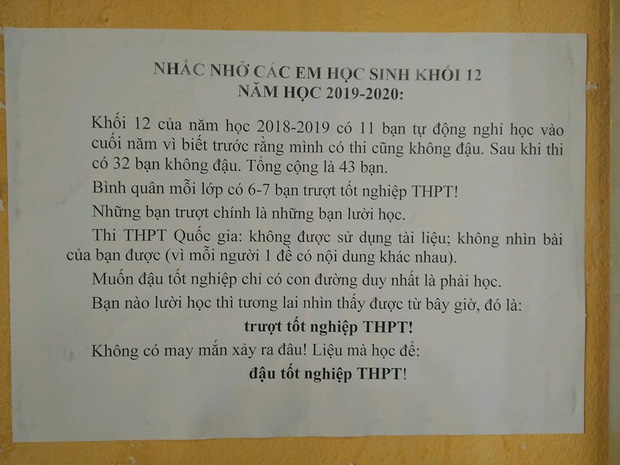 NHẮC NHỞ CÁC EM HỌC SINH KHỐI 12
NĂM HỌC 2019-2020:
Khối 12 của năm học 2018-2019 có 11 bạn tự động nghỉ học vào
cuối năm vì biết trước rằng mình có thi cũng không đậu. Sau khi thi
có 32 bạn không đậu. Tổng cộng là 43 bạn.
Bình quân mỗi lớp có 6-7 bạn trượt tốt nghiệp THPT!
Những bạn trượt chính là những bạn lười học.
Thi THPT Quốc gia: không được sử dụng tài liệu; không nhìn bài
của bạn được (vì mỗi người 1 đề có nội dung khác nhau).
Muốn đậu tốt nghiệp chỉ có con đường duy nhất là phải học.
Bạn nào lười học thì tương lai nhìn thấy được từ bây giờ, đó là:
trượt tốt nghiệp THPT!
Không có may mắn xảy ra đâu! Liệu mà học để:
đậu tốt nghiệp THPT!